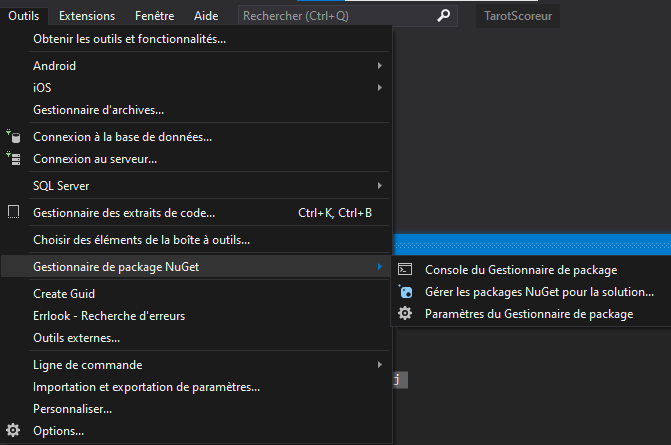 Outils Extensions Fenêtre Aide Rechercher (Ctrl+Q) TarotScoreur
Obtenir les outils et fonctionnalités...
Android
iOS
Gestionnaire d'archives...
Connexion à la base de données...
Connexion au serveur...
SQL Server
Gestionnaire des extraits de code... Ctrl+K, Ctrl+B
Choisir des éléments de la boîte à outils...
Gestionnaire de package NuGet
Console du Gestionnaire de package
Gérer les packages NuGet pour la solution...
Paramètres du Gestionnaire de package
Create Guid
Errlook - Recherche d'erreurs
Outils externes...
Ligne de commande
j
Importation et exportation de paramètres...
Personnaliser...
Options...